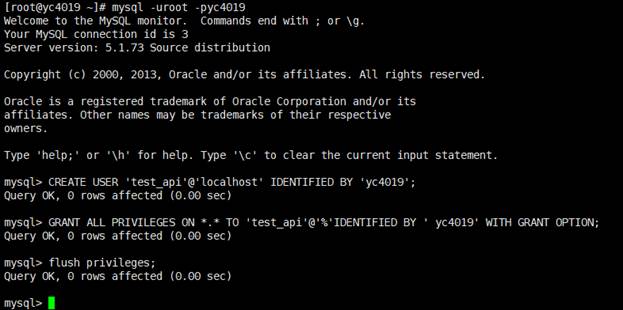 [root@yc4019 ~]# mysql -uroot -pyc4019
Welcome to the MySQL monitor.  Commands end with ; or \g.
Your MySQL connection id is 3
Server version: 5.1.73 Source distribution
Copyright (c) 2000, 2013, Oracle and/or its affiliates. All rights reserved.
Oracle is a registered trademark of Oracle Corporation and/or its
affiliates. Other names may be trademarks of their respective
owners.
Type 'help;' or '\h' for help. Type '\c' to clear the current input statement.
mysql> CREATE USER 'test_api'@'localhost' IDENTIFIED BY 'yc4019';
Query OK, 0 rows affected (0.00 sec)
mysql> GRANT ALL PRIVILEGES ON *.* TO 'test_api'@'%'IDENTIFIED BY ' yc4019' WITH GRANT OPTION;
Query OK, 0 rows affected (0.00 sec)
mysql> flush privileges;
Query OK, 0 rows affected (0.00 sec)
mysql>